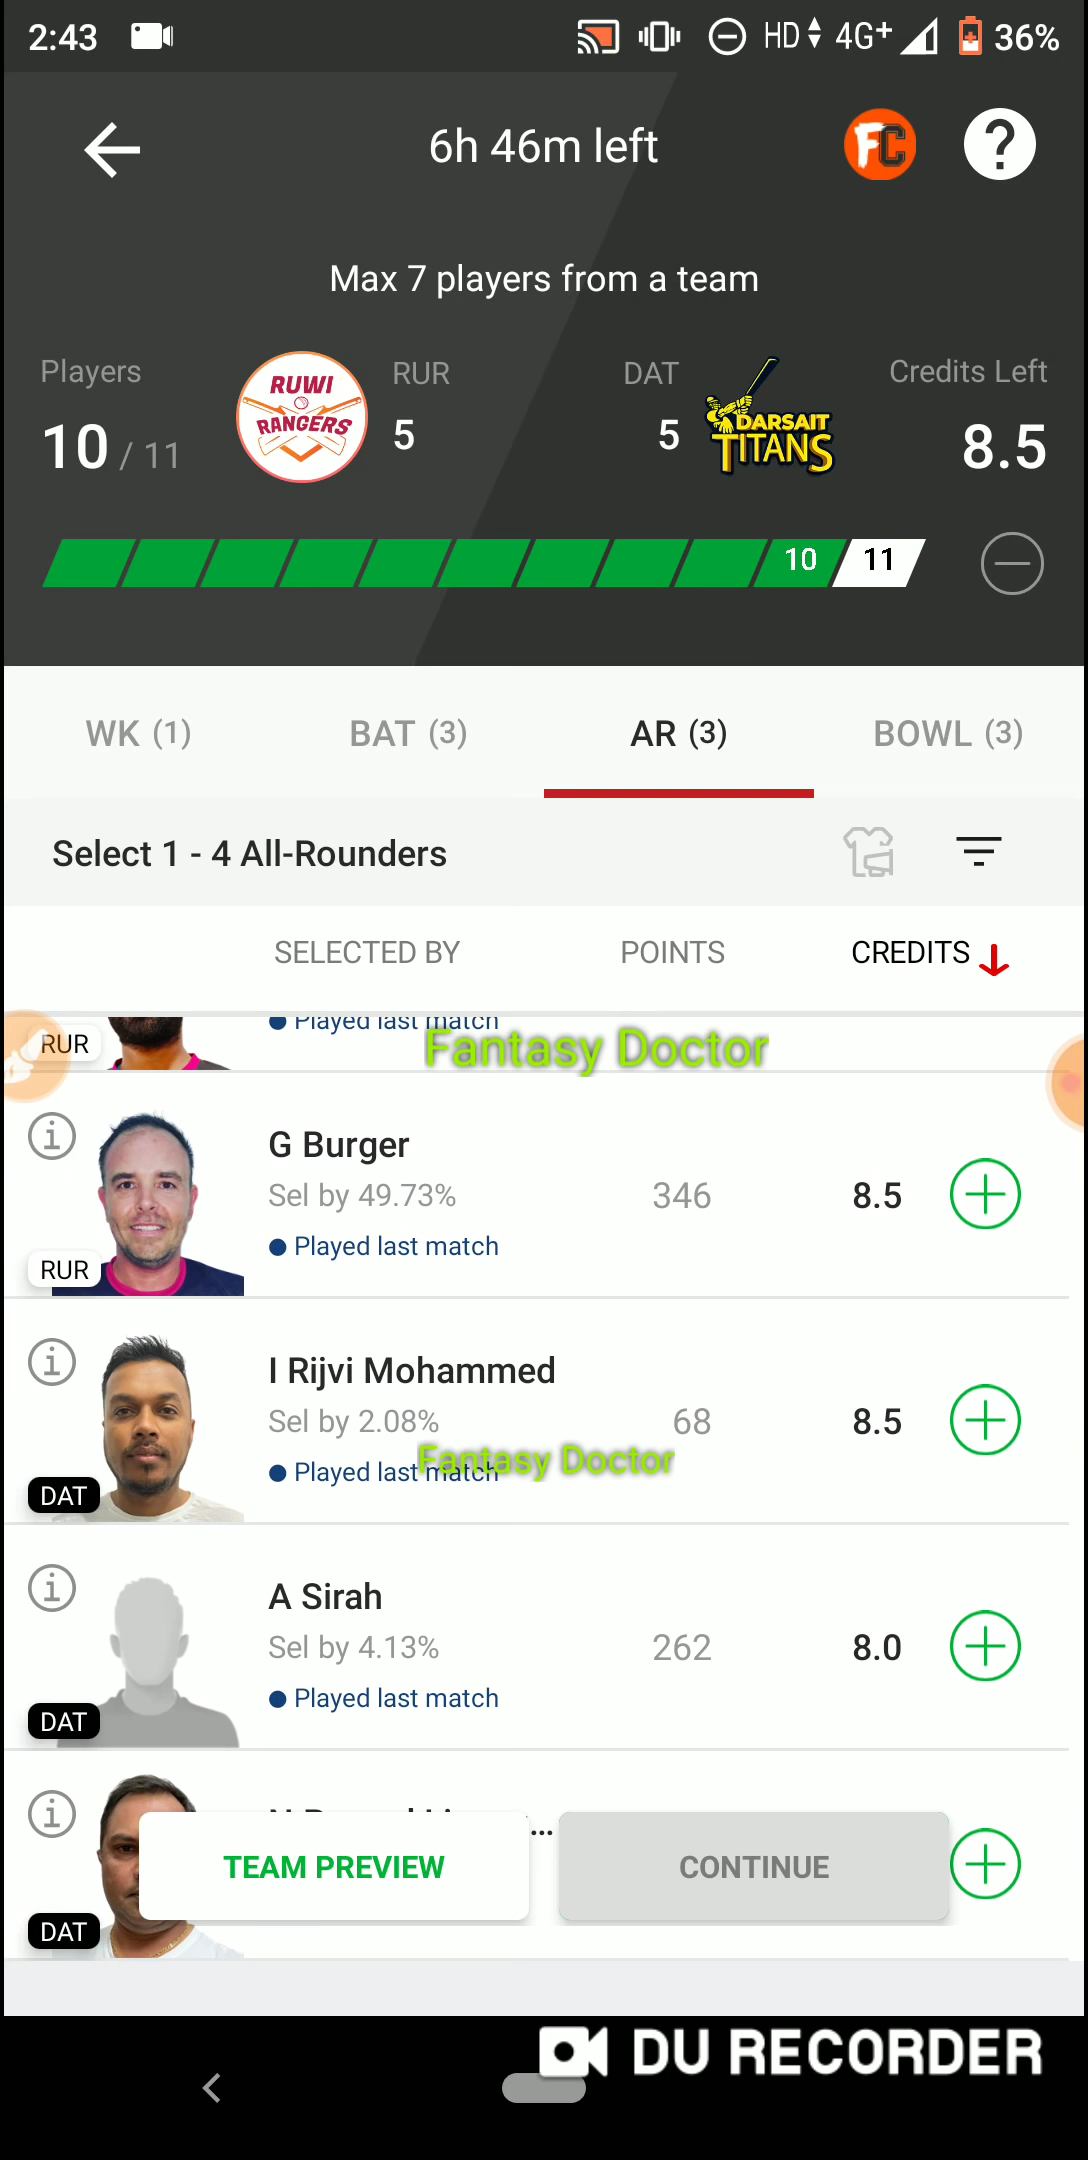 2:43 HD 4G+ 36%
6h 46m left FC ?
Max 7 players from a team
Players RUR DAT Credits Left
RUWI
RANGERS
DARSAIT
TITANS
10 / 11 5 5 8.5
10 11
WK (1) BAT (3) AR (3) BOWL (3)
Select 1 - 4 All-Rounders
SELECTED BY POINTS CREDITS
Played last match
RUR
Fantasy Doctor
G Burger
Sel by 49.73% 346 8.5
Played last match
RUR
I Rijvi Mohammed
Sel by 2.08% 68 8.5
Fantasy Doctor
Played last match
DAT
A Sirah
Sel by 4.13% 262 8.0
Played last match
DAT
...
TEAM PREVIEW CONTINUE
DAT
DU RECORDER